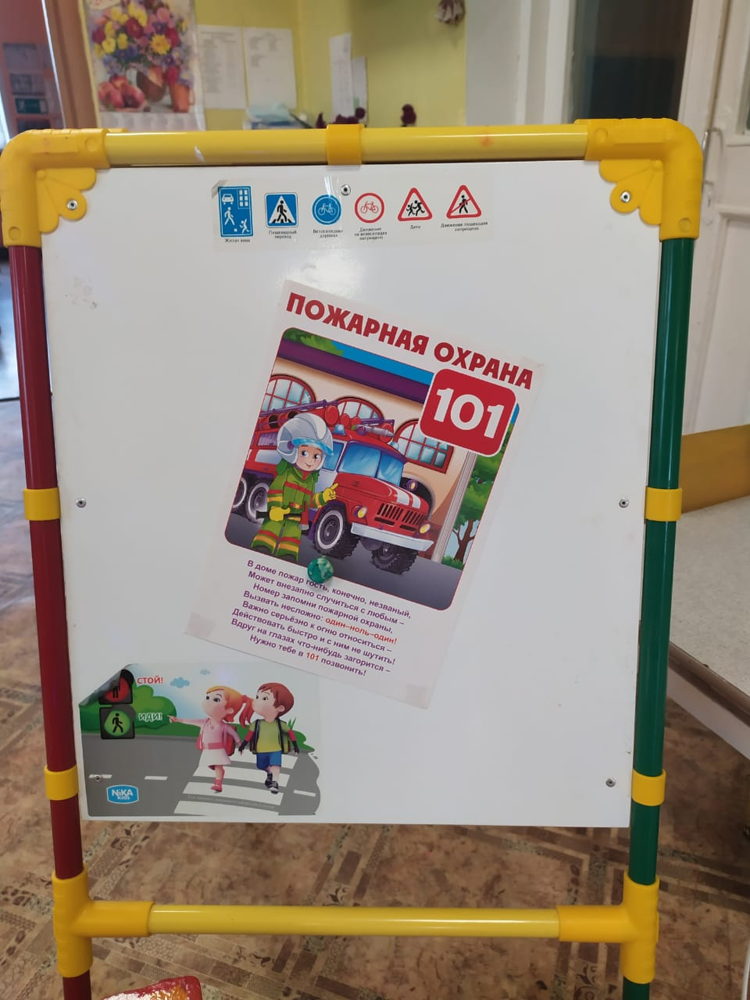 Жилая зона
Пешеходный
переход
Велосипедная
дорожка
Движение
на велосипедах
запрещено
Дети
Движение пешеходов
запрещено
ПОЖАРНАЯ ОХРАНА
101
В доме пожар гость, конечно, незваный,
Может внезапно случиться с любым –
Номер запомни пожарной охраны,
Вызвать несложно: один–ноль–один!
Важно серьёзно к огню относиться –
Действовать быстро и с ним не шутить!
Вдруг на глазах что-нибудь загорится –
Нужно тебе в 101 позвонить!
СТОЙ!
ИДИ!
NiKA
kids